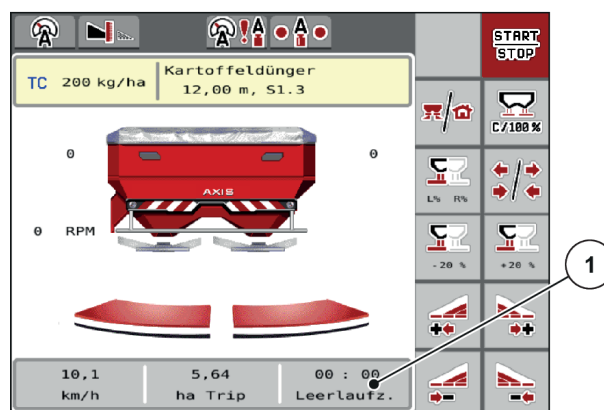 A
A
A
A
START
STOP
TC 200 kg/ha
Kartoffeldünger
12,00 m, S1.3
C/100 %
0
0
AXIS
L% R%
0 RPM
- 20 %
+ 20 %
1
10,1
km/h
5,64
ha Trip
00 : 00
Leerlaufz.